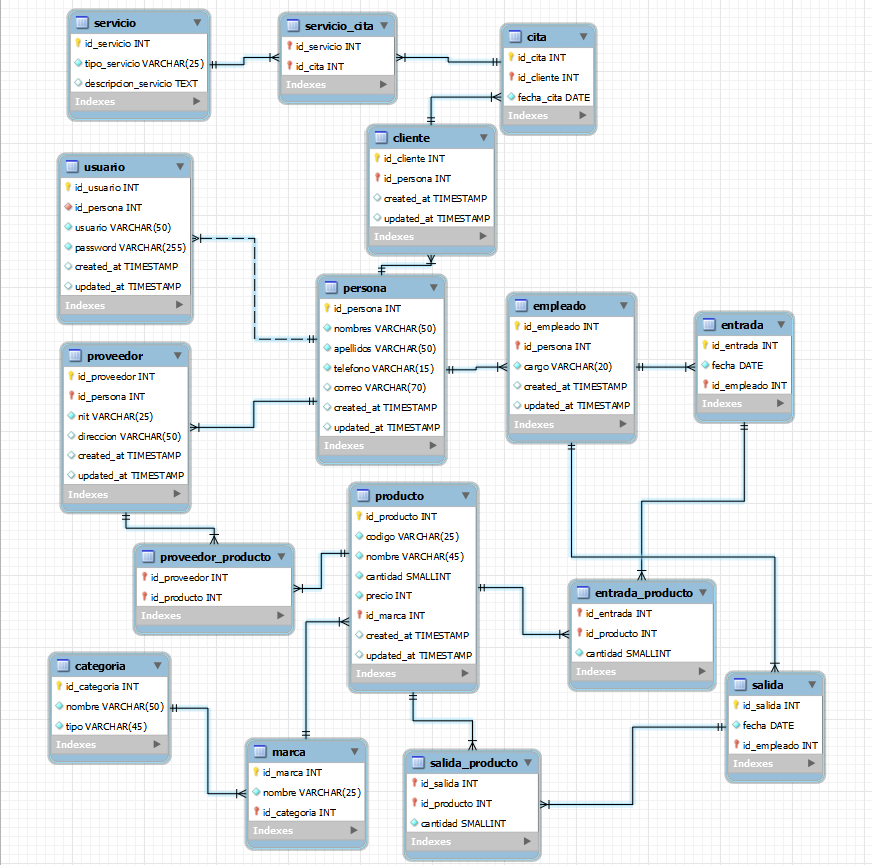 servicio
id_servicio INT
tipo_servicio VARCHAR(25)
descripcion_servicio TEXT
Indexes
servicio_cita
id_servicio INT
id_cita INT
Indexes
cita
id_cita INT
id_cliente INT
fecha_cita DATE
Indexes
cliente
id_cliente INT
id_persona INT
created_at TIMESTAMP
updated_at TIMESTAMP
Indexes
usuario
id_usuario INT
id_persona INT
usuario VARCHAR(50)
password VARCHAR(255)
created_at TIMESTAMP
updated_at TIMESTAMP
Indexes
persona
id_persona INT
nombres VARCHAR(50)
apellidos VARCHAR(50)
telefono VARCHAR(15)
correo VARCHAR(70)
created_at TIMESTAMP
updated_at TIMESTAMP
Indexes
empleado
id_empleado INT
id_persona INT
cargo VARCHAR(20)
created_at TIMESTAMP
updated_at TIMESTAMP
Indexes
entrada
id_entrada INT
fecha DATE
id_empleado INT
Indexes
proveedor
id_proveedor INT
id_persona INT
nit VARCHAR(25)
direccion VARCHAR(50)
created_at TIMESTAMP
updated_at TIMESTAMP
Indexes
producto
id_producto INT
codigo VARCHAR(25)
nombre VARCHAR(45)
cantidad SMALLINT
precio INT
id_marca INT
created_at TIMESTAMP
updated_at TIMESTAMP
Indexes
proveedor_producto
id_proveedor INT
id_producto INT
Indexes
entrada_producto
id_entrada INT
id_producto INT
cantidad SMALLINT
Indexes
categoria
id_categoria INT
nombre VARCHAR(50)
tipo VARCHAR(45)
Indexes
salida
id_salida INT
fecha DATE
id_empleado INT
Indexes
marca
id_marca INT
nombre VARCHAR(25)
id_categoria INT
Indexes
salida_producto
id_salida INT
id_producto INT
cantidad SMALLINT
Indexes